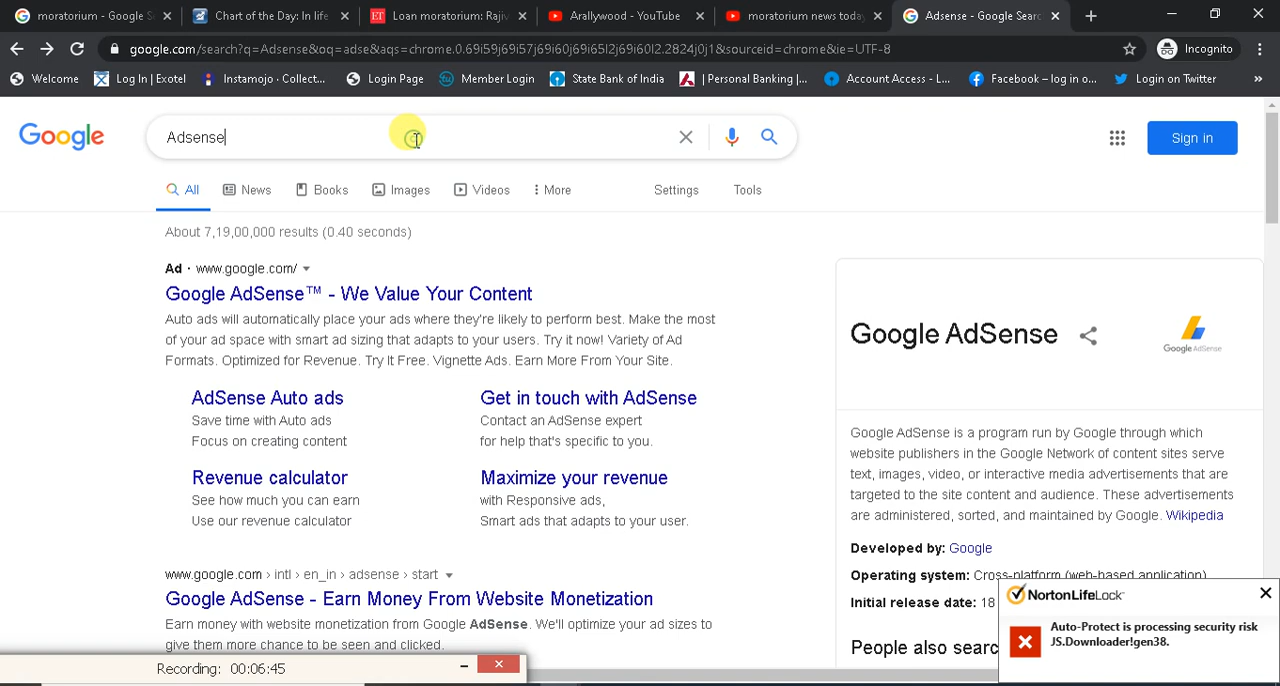 moratorium - Google S
Chart of the Day: In life
Loan moratorium: Rajiv
Arallywood - YouTube
moratorium news today
Adsense - Google Searc
google.com/search?q=Adsense&oq=adse&aqs=chrome.0.69i59j69i57j69i60j69i65l2j69i60l2.2824j0j1&sourceid=chrome&ie=UTF-8
Incognito
Welcome
Log In | Exotel
Instamojo - Collect...
Login Page
Member Login
State Bank of India
| Personal Banking |...
Account Access - L...
Facebook – log in o...
Login on Twitter
»
Google
Adsense
Sign in
All
News
Books
Images
Videos
More
Settings
Tools
About 7,19,00,000 results (0.40 seconds)
Ad · www.google.com/
Google AdSense™ - We Value Your Content
Auto ads will automatically place your ads where they're likely to perform best. Make the most
of your ad space with smart ad sizing that adapts to your users. Try it now! Variety of Ad
Formats. Optimized for Revenue. Try It Free. Vignette Ads. Earn More From Your Site.
AdSense Auto ads
Save time with Auto ads
Focus on creating content
Get in touch with AdSense
Contact an AdSense expert
for help that's specific to you.
Revenue calculator
See how much you can earn
Use our revenue calculator
Maximize your revenue
with Responsive ads,
Smart ads that adapts to your user.
www.google.com › intl › en_in › adsense › start
Google AdSense - Earn Money From Website Monetization
Earn money with website monetization from Google AdSense. We'll optimize your ad sizes to
give them more chance to be seen and clicked.
Google AdSense
Google AdSense
Google AdSense is a program run by Google through which
website publishers in the Google Network of content sites serve
text, images, video, or interactive media advertisements that are
targeted to the site content and audience. These advertisements
are administered, sorted, and maintained by Google. Wikipedia
Developed by: Google
Operating system: Cross-platform (web-based application)
Initial release date: 18
People also searc
NortonLifeLock
Auto-Protect is processing security risk
JS.Downloader!gen38.
Recording: 00:06:45